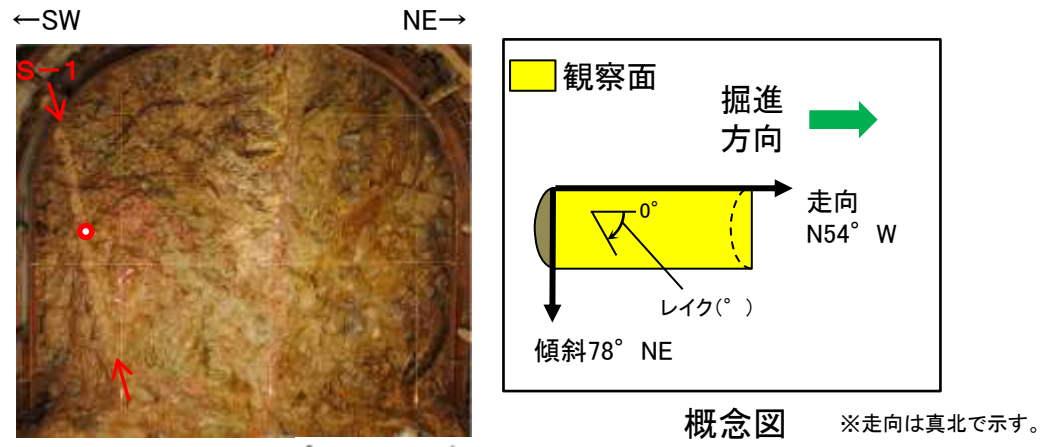 ←SW
NE→
S－1
観察面
掘進
方向
0°
走向
N54° W
レイク(° )
傾斜78° NE
概念図
※走向は真北で示す。